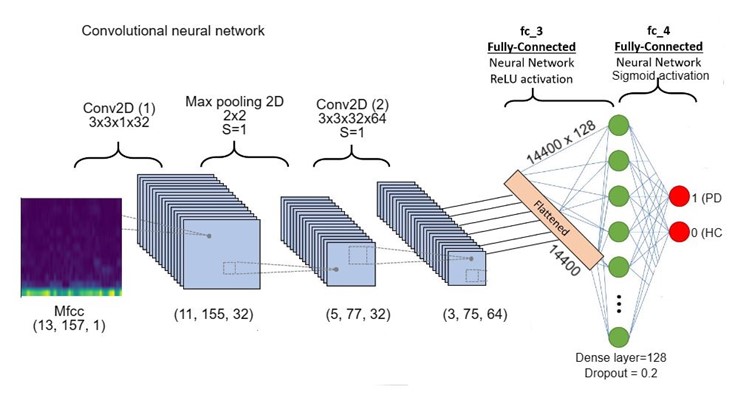 Convolutional neural network
fc_3
Fully-Connected
Neural Network
ReLU activation
fc_4
Fully-Connected
Neural Network
Sigmoid activation
Conv2D (1)
3x3x1x32
Max pooling 2D
2x2
S=1
Conv2D (2)
3x3x32x64
S=1
14400 x 128
Flattened
14400
1 (PD
0 (HC
Mfcc
(13, 157, 1)
(11, 155, 32)
(5, 77, 32)
(3, 75, 64)
Dense layer=128
Dropout = 0.2